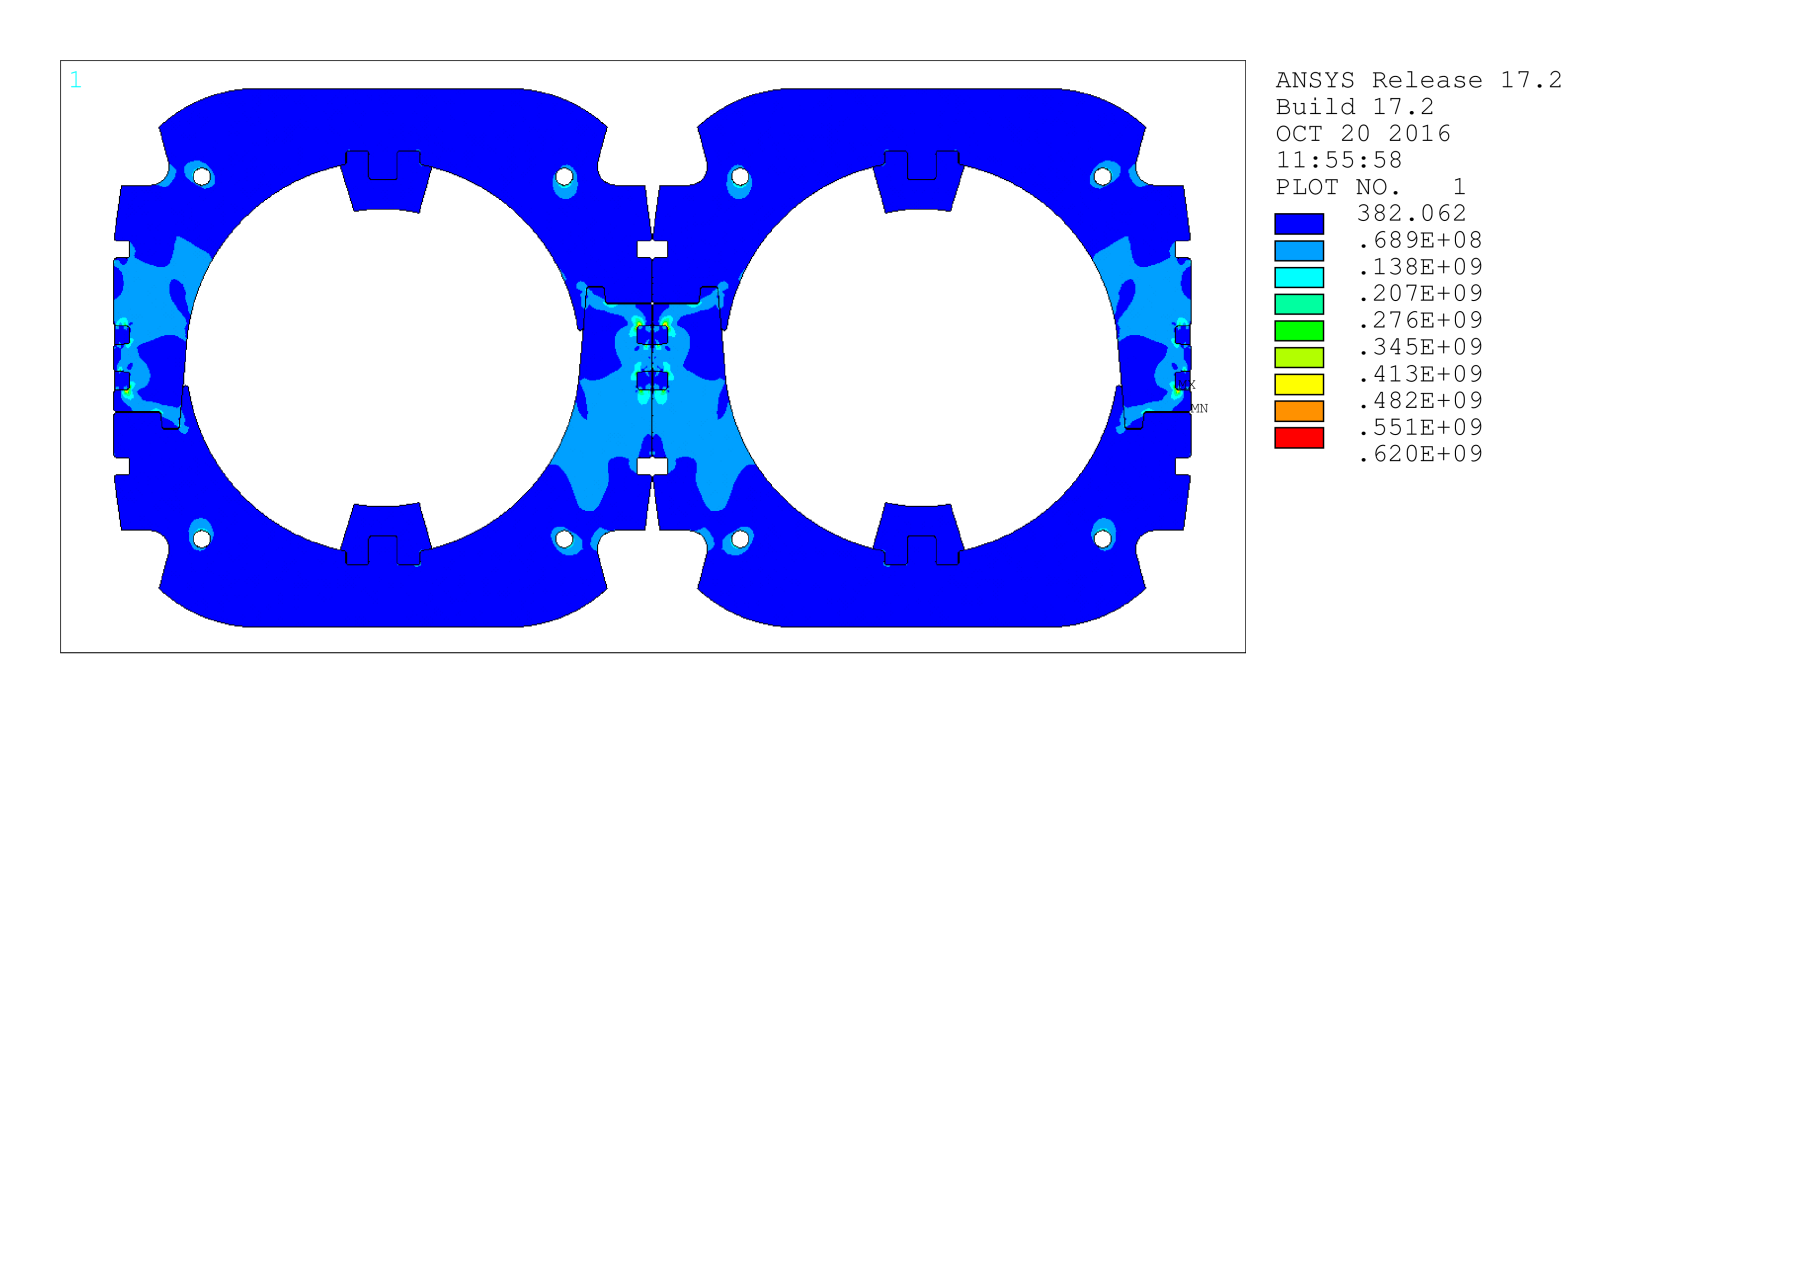 1
ANSYS Release 17.2
Build 17.2
OCT 20 2016
11:55:58
PLOT NO.   1
382.062
.689E+08
.138E+09
.207E+09
.276E+09
.345E+09
.413E+09
.482E+09
.551E+09
.620E+09
MX
MN